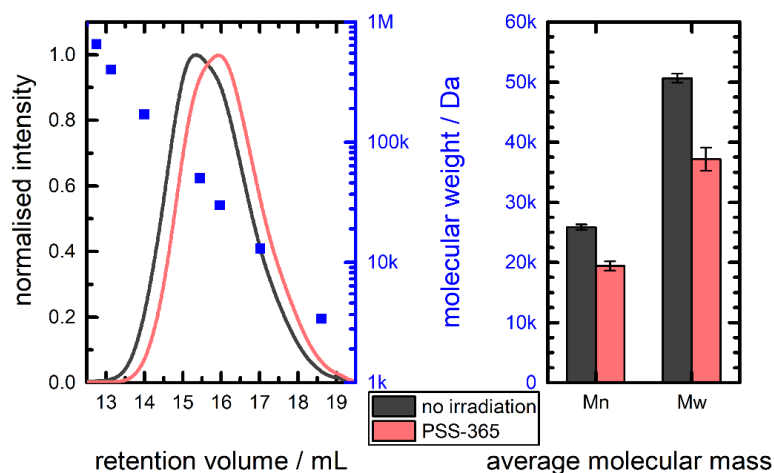 normalised intensity
1.0
0.8
0.6
0.4
0.2
0.0
13 14 15 16 17 18 19
retention volume / mL
1M
100k
10k
1k
molecular weight / Da
60k
50k
40k
30k
20k
10k
0
Mn Mw
average molecular mass
no irradiation
PSS-365